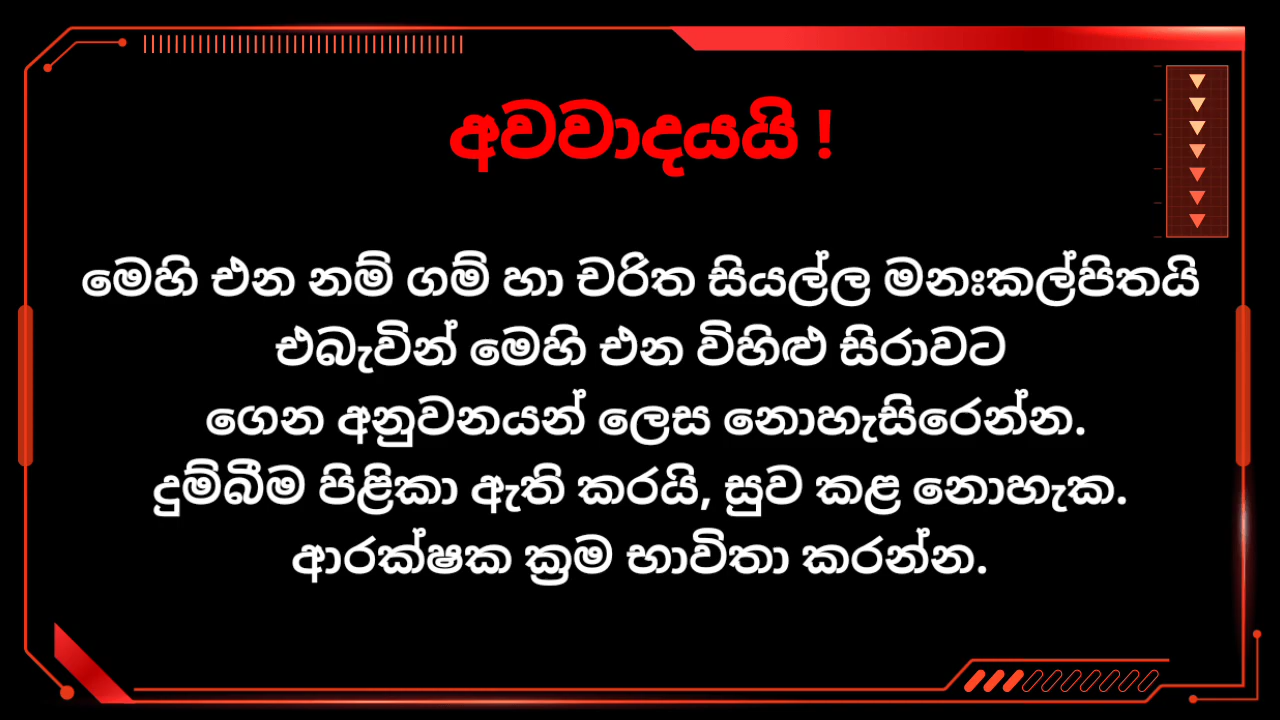 අවවාදයයි !
මෙහි එන නම් ගම් හා චරිත සියල්ල මනඃකල්පිතයි
එබැවින් මෙහි එන විහිළු සිරාවට
ගෙන අනුවනයන් ලෙස නොහැසිරෙන්න.
දුම්බීම පිළිකා ඇති කරයි, සුව කළ නොහැක.
ආරක්ෂක ක්‍රම භාවිතා කරන්න.